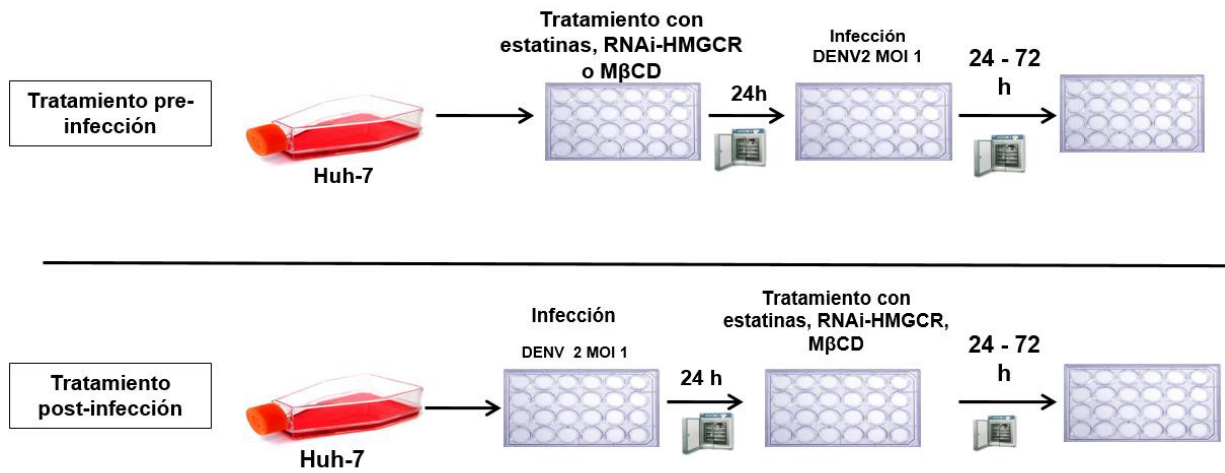 Tratamiento pre-
infección
Huh-7
Tratamiento con
estatinas, RNAi-HMGCR
o MβCD
24h
Infección
DENV2 MOI 1
24 - 72
h
Tratamiento
post-infección
Huh-7
Infección
DENV 2 MOI 1
24 h
Tratamiento con
estatinas, RNAi-HMGCR,
MβCD
24 - 72
h